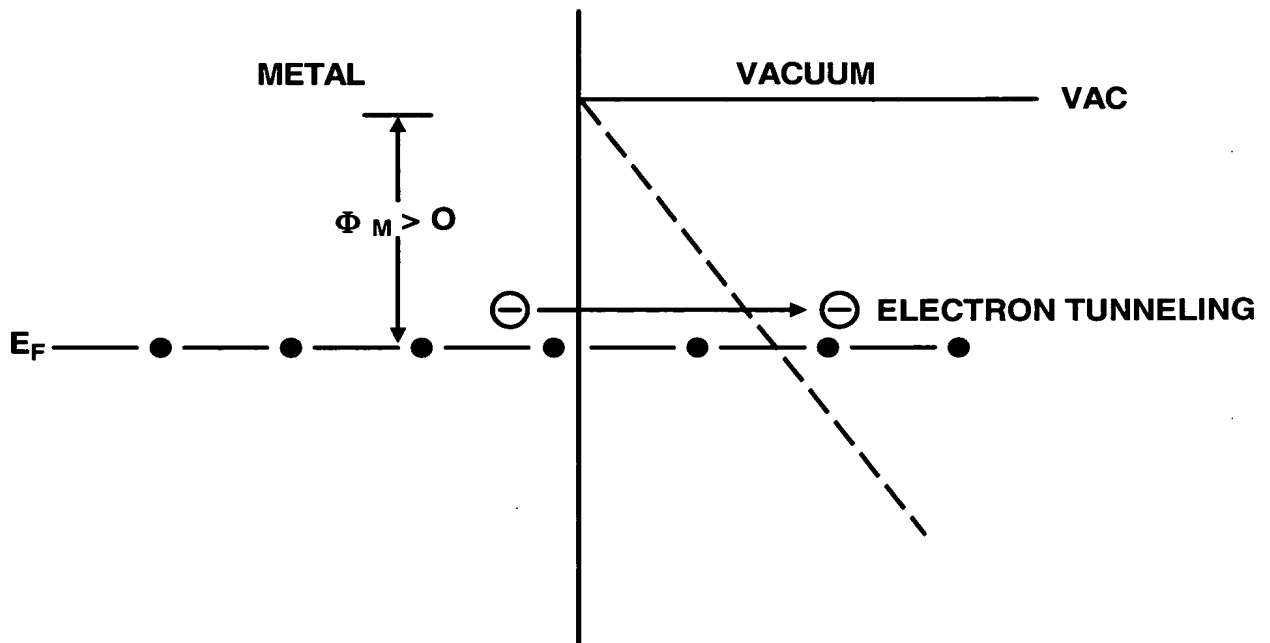 METAL
VACUUM
VAC
Φ M > O
⊖
⊖ ELECTRON TUNNELING
EF